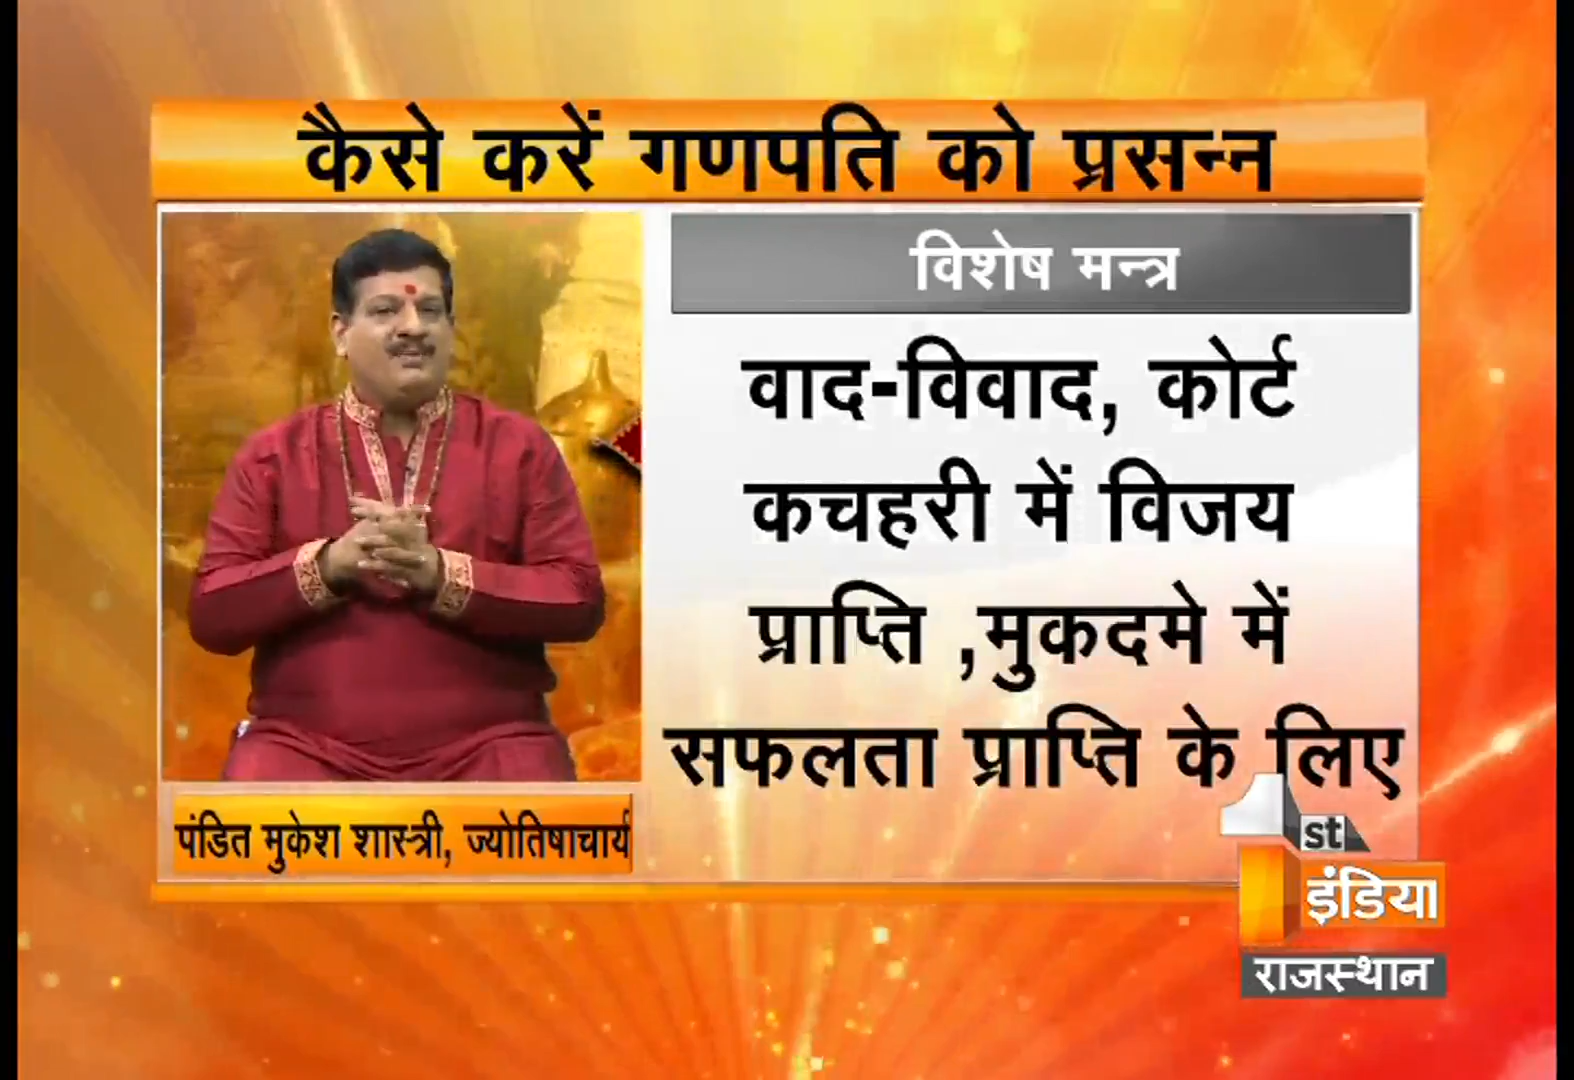 कैसे करें गणपति को प्रसन्न
विशेष मन्त्र
वाद-विवाद, कोर्ट
कचहरी में विजय
प्राप्ति ,मुकदमे में
सफलता प्राप्ति के लिए
पंडित मुकेश शास्त्री, ज्योतिषाचार्य
1st
इंडिया
राजस्थान